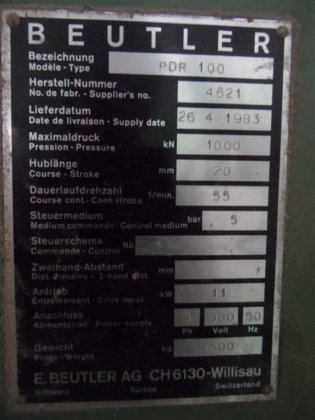 BEUTLER
Bezeichnung
Modèle - Type PDR 100
Herstell-Nummer
No. de fabr. - Supplier's no. 4621
Lieferdatum
Date de livraison - Supply date 26 4 1983
Maximaldruck
Pression - Pressure kN 1000
Hublänge
Course - Stroke mm 20
Dauerlaufdrehzahl
Course cont. - Cont stroke 1/min. 55
Steuermedium
Medium commande - Control medium bar 5
Steuerschema
Commande - Control No
Zweihand-Abstand
Dist. 2-mains - 2-hand dist. mm
Antrieb
Entraînement - Drive input kW 11
Anschluss 380 50
Alimentation - Power supply Ph Volt Hz
Gewicht
Poids - Weight kg 500
E. BEUTLER AG CH 6130-Willisau
Schweiz Suisse Switzerland